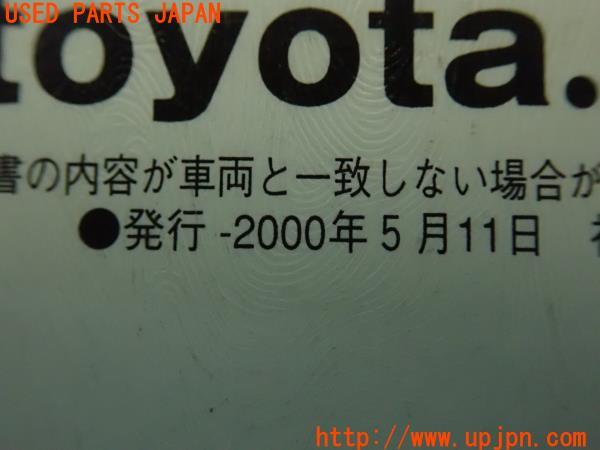 USED PARTS JAPAN
toyota.
書の内容が車両と一致しない場合が
●発行 -2000年 5 月11日
http://www.upjpn.com